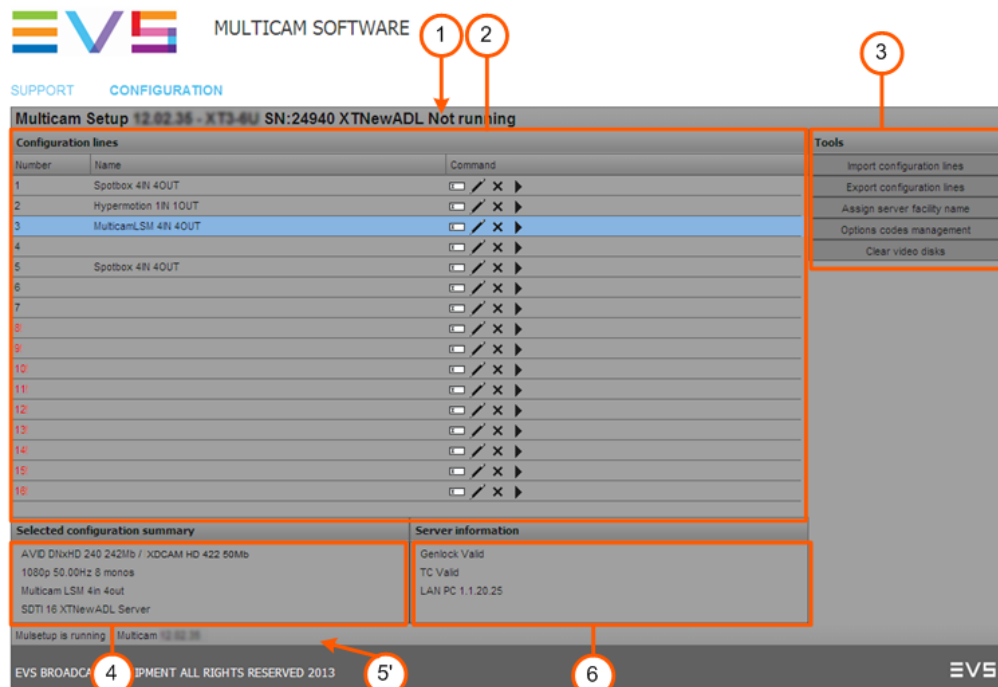 EVS
MULTICAM SOFTWARE
1
2
3
SUPPORT CONFIGURATION
Multicam Setup SN:24940 XTNewADL Not running
Configuration lines
Tools
Number Name Command
1 Spotbox 4IN 4OUT
2 Hypermotion 1IN 1OUT
3 MulticamLSM 4IN 4OUT
4
5 Spotbox 4IN 4OUT
6
7
8!
9!
10!
11!
12!
13!
14!
15!
16!
Import configuration lines
Export configuration lines
Assign server facility name
Options codes management
Clear video disks
Selected configuration summary
AVID DNxHD 240 242Mb / XDCAM HD 422 50Mb
1080p 50.00Hz 8 monos
Multicam LSM 4in 4out
SDTI 16 XTNewADL Server
Server information
Genlock Valid
TC Valid
LAN PC 1.1.20.25
Mulsetup is running Multicam
4
5'
6
EVS BROADCA IPMENT ALL RIGHTS RESERVED 2013
EVS